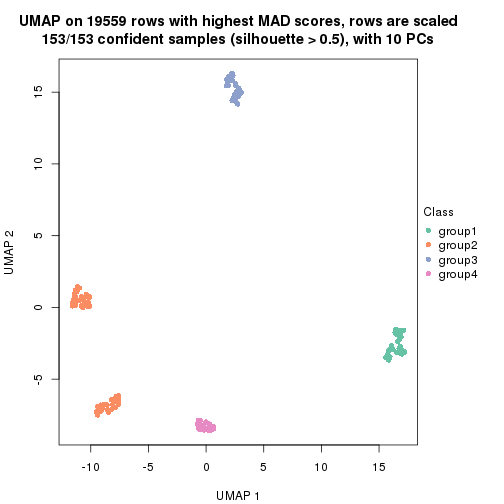 UMAP on 19559 rows with highest MAD scores, rows are scaled
153/153 confident samples (silhouette > 0.5), with 10 PCs
15
10
5
0
-5
UMAP 2
-10
-5
0
5
10
15
UMAP 1
Class
group1
group2
group3
group4